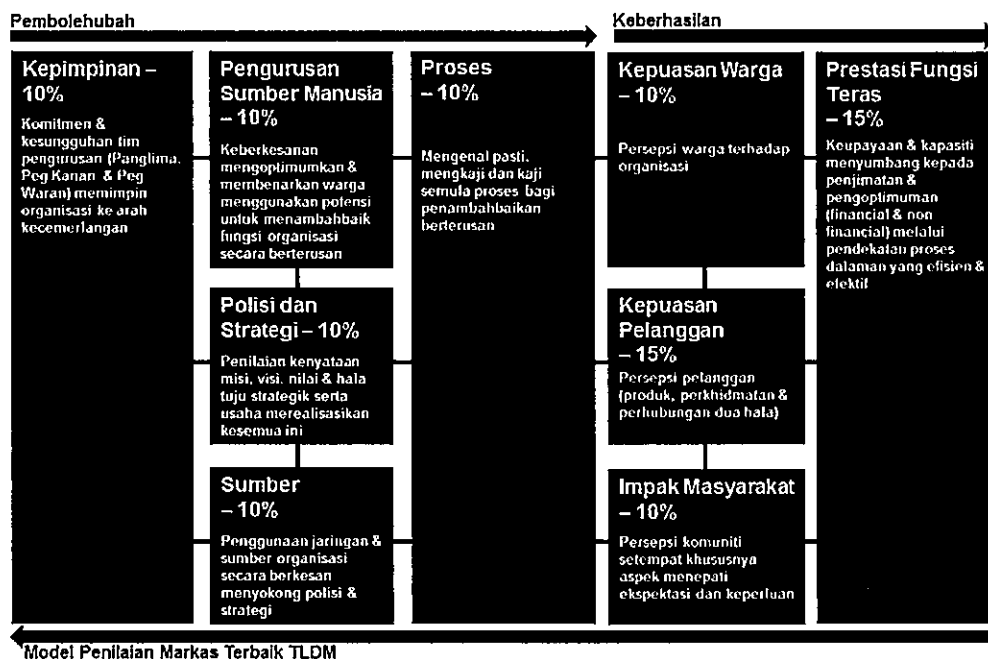 Pembolehubah
Keberhasilan
Kepimpinan –
10%
Komitmen &
kesungguhan tim
pengurusan (Panglima,
Peg Kanan & Peg
Waran) memimpin
organisasi ke arah
kecemerlangan
Pengurusan
Sumber Manusia
– 10%
Keberkesanan
mengoptimumkan &
membenarkan warga
menggunakan potensi
untuk menambahbaik
fungsi organisasi
secara berterusan
Polisi dan
Strategi – 10%
Penilaian kenyataan
misi, visi, nilai & hala
tuju strategik serta
usaha merealisasikan
kesemua ini
Sumber
– 10%
Penggunaan jaringan &
sumber organisasi
secara berkesan
menyokong polisi &
strategi
Proses
– 10%
Mengenal pasti,
mengkaji dan kaji
semula proses bagi
penambahbaikan
berterusan
Kepuasan Warga
– 10%
Persepsi warga terhadap
organisasi
Kepuasan
Pelanggan
– 15%
Persepsi pelanggan
(produk, perkhidmatan &
perhubungan dua hala)
Impak Masyarakat
– 10%
Persepsi komuniti
setempat khususnya
aspek menepati
ekspektasi dan keperluan
Prestasi Fungsi
Teras
– 15%
Keupayaan & kapasiti
menyumbang kepada
penjimatan &
pengoptimuman
(financial & non
financial) melalui
pendekatan proses
dalaman yang efisien &
efektif
Model Penilaian Markas Terbaik TLDM